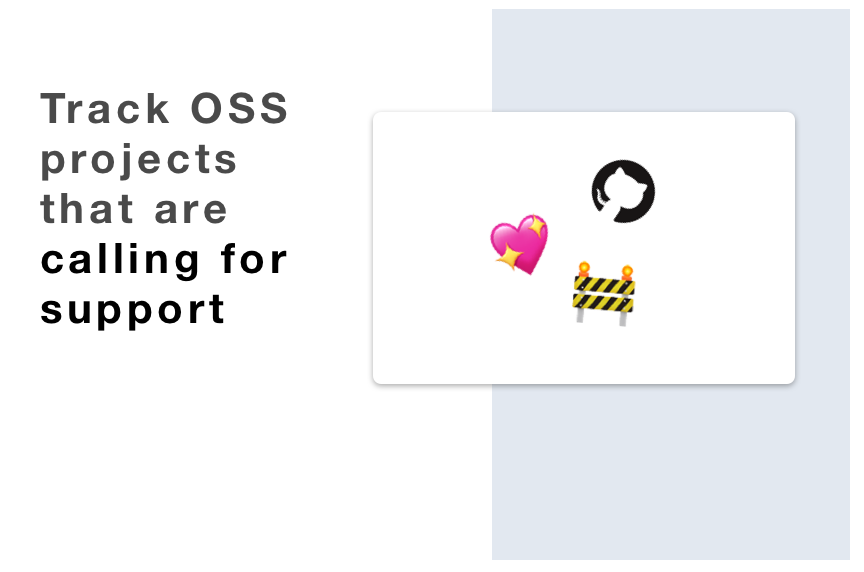 Track OSS
projects
that are
calling for
support